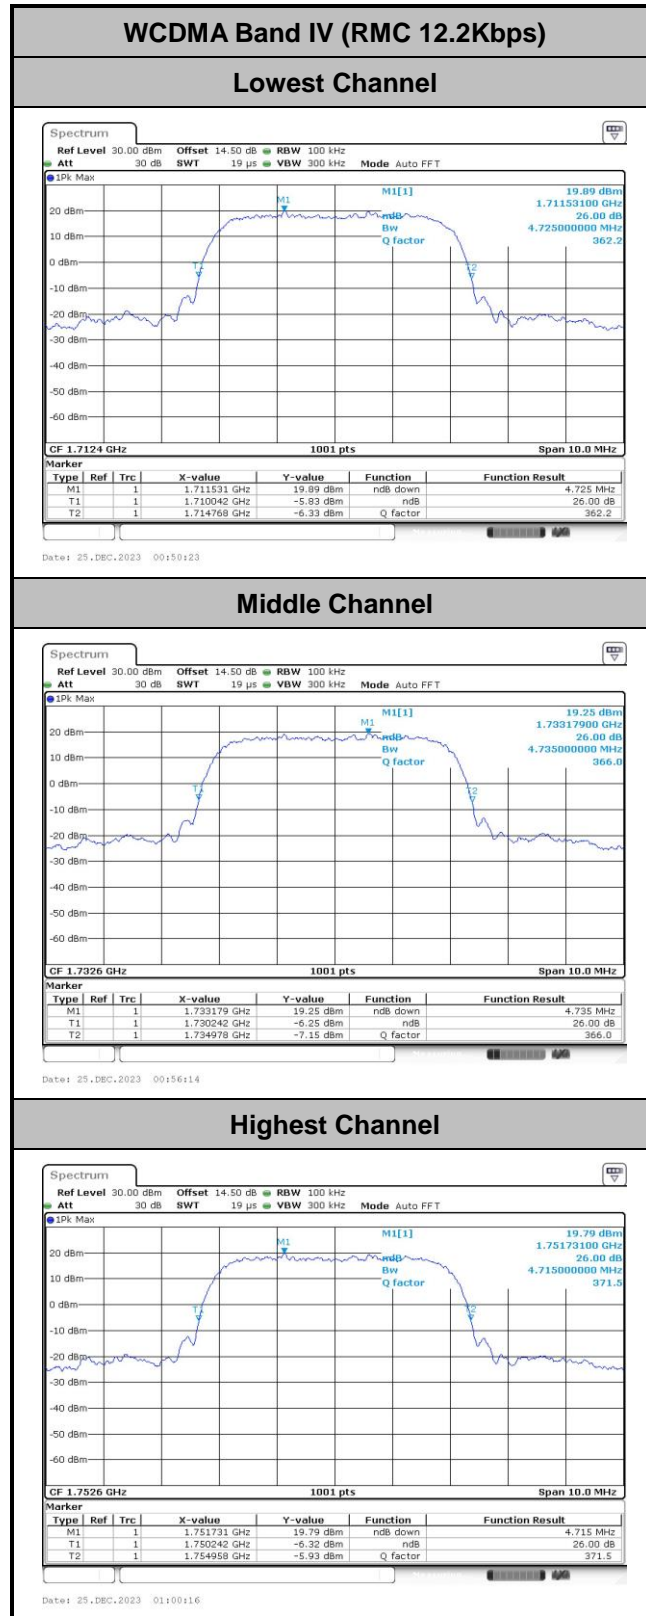 WCDMA Band IV (RMC 12.2Kbps)
Lowest Channel
Spectrum
Ref Level 30.00 dBm Offset 14.50 dB RBW 100 kHz
Att 30 dB SWT 19 µs VBW 300 kHz Mode Auto FFT
1Pk Max
M1[1] 19.89 dBm
1.71153100 GHz
ndB 26.00 dB
Bw 4.725000000 MHz
Q factor 362.2
M1
T1
T2
20 dBm
10 dBm
0 dBm
-10 dBm
-20 dBm
-30 dBm
-40 dBm
-50 dBm
-60 dBm
CF 1.7124 GHz 1001 pts Span 10.0 MHz
Marker
Type Ref Trc X-value Y-value Function Function Result
M1 1 1.711531 GHz 19.89 dBm ndB down 4.725 MHz
T1 1 1.710042 GHz -5.83 dBm ndB 26.00 dB
T2 1 1.714768 GHz -6.33 dBm Q factor 362.2
Date: 25.DEC.2023 00:50:23
Middle Channel
Spectrum
Ref Level 30.00 dBm Offset 14.50 dB RBW 100 kHz
Att 30 dB SWT 19 µs VBW 300 kHz Mode Auto FFT
1Pk Max
M1[1] 19.25 dBm
1.73317900 GHz
ndB 26.00 dB
Bw 4.735000000 MHz
Q factor 366.0
M1
T1
T2
20 dBm
10 dBm
0 dBm
-10 dBm
-20 dBm
-30 dBm
-40 dBm
-50 dBm
-60 dBm
CF 1.7326 GHz 1001 pts Span 10.0 MHz
Marker
Type Ref Trc X-value Y-value Function Function Result
M1 1 1.733179 GHz 19.25 dBm ndB down 4.735 MHz
T1 1 1.730242 GHz -6.25 dBm ndB 26.00 dB
T2 1 1.734978 GHz -7.15 dBm Q factor 366.0
Date: 25.DEC.2023 00:56:14
Highest Channel
Spectrum
Ref Level 30.00 dBm Offset 14.50 dB RBW 100 kHz
Att 30 dB SWT 19 µs VBW 300 kHz Mode Auto FFT
1Pk Max
M1[1] 19.79 dBm
1.75173100 GHz
ndB 26.00 dB
Bw 4.715000000 MHz
Q factor 371.5
M1
T1
T2
20 dBm
10 dBm
0 dBm
-10 dBm
-20 dBm
-30 dBm
-40 dBm
-50 dBm
-60 dBm
CF 1.7526 GHz 1001 pts Span 10.0 MHz
Marker
Type Ref Trc X-value Y-value Function Function Result
M1 1 1.751731 GHz 19.79 dBm ndB down 4.715 MHz
T1 1 1.750242 GHz -6.32 dBm ndB 26.00 dB
T2 1 1.754958 GHz -5.93 dBm Q factor 371.5
Date: 25.DEC.2023 01:00:16